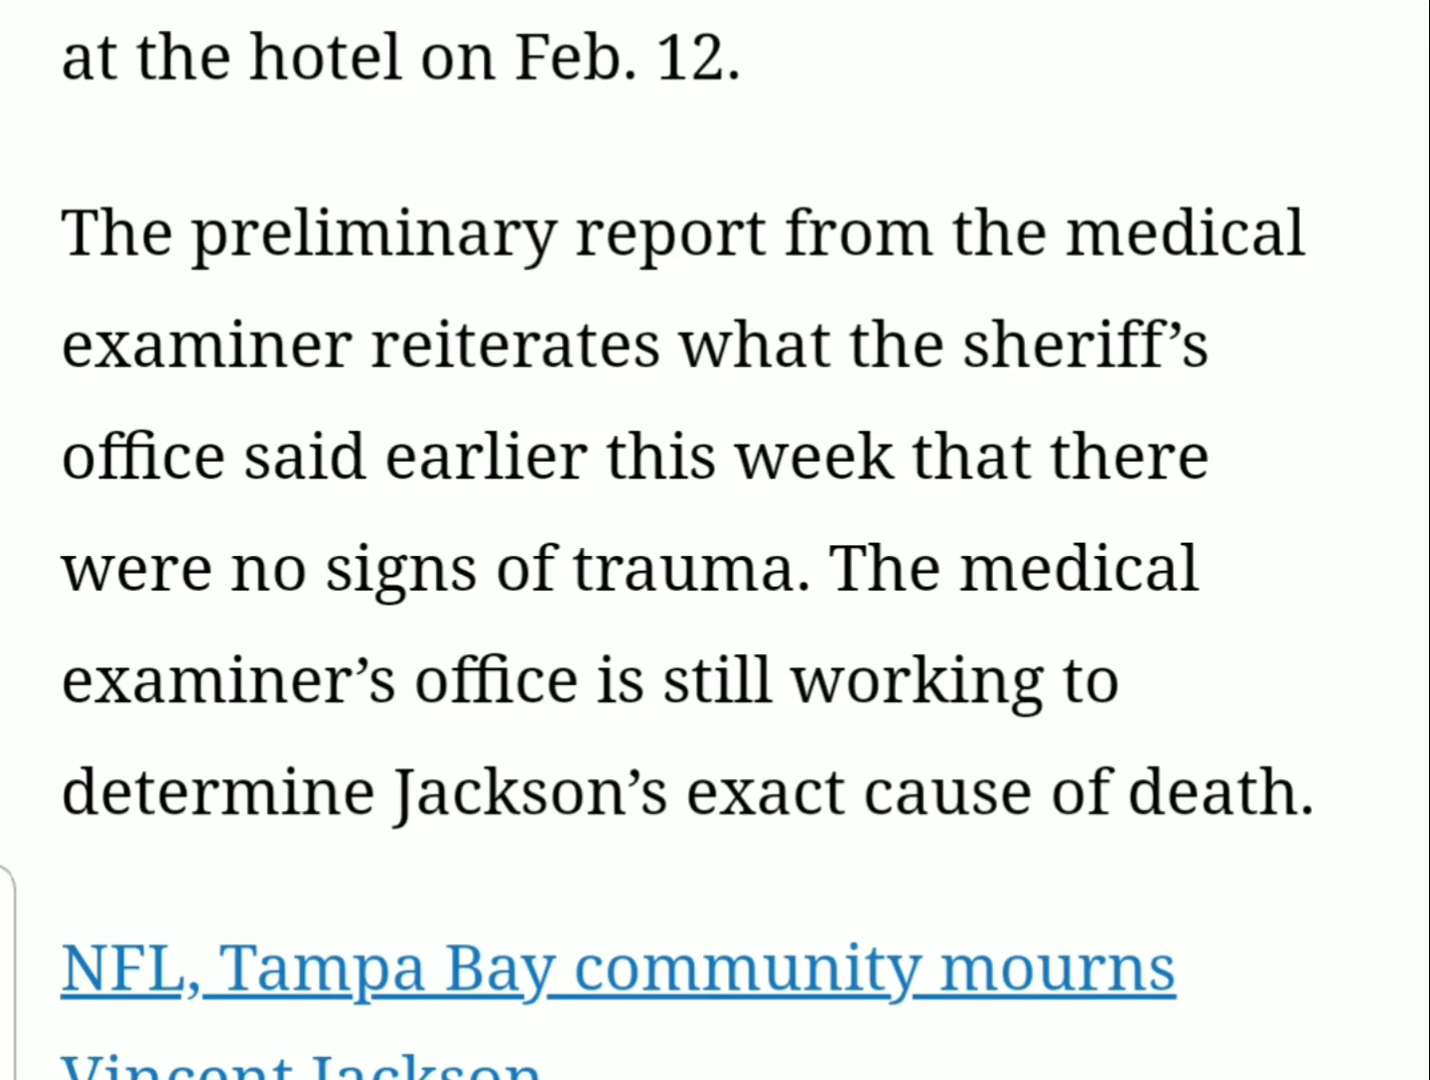 at the hotel on Feb. 12.
The preliminary report from the medical
examiner reiterates what the sheriff’s
office said earlier this week that there
were no signs of trauma. The medical
examiner’s office is still working to
determine Jackson’s exact cause of death.
NFL, Tampa Bay community mourns
Vincent Jackson